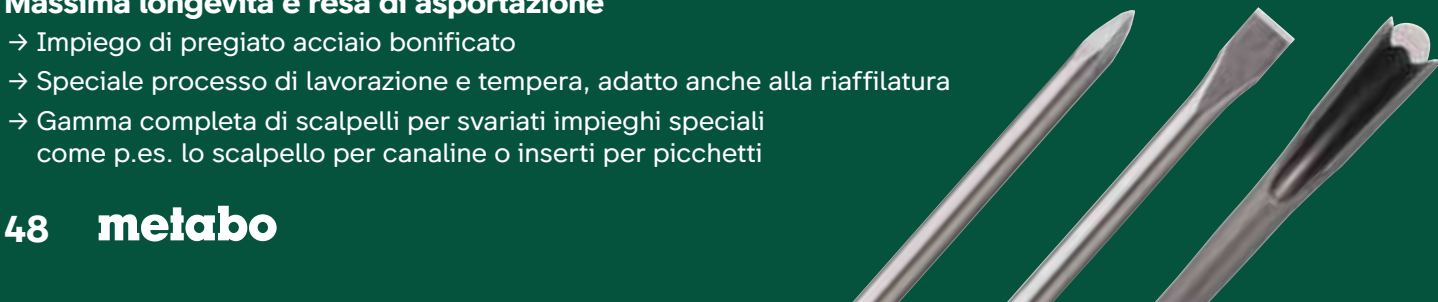 Massima longevità e resa di asportazione
→ Impiego di pregiato acciaio bonificato
→ Speciale processo di lavorazione e tempera, adatto anche alla riaffilatura
→ Gamma completa di scalpelli per svariati impieghi speciali
come p.es. lo scalpello per canaline o inserti per picchetti
48 metabo